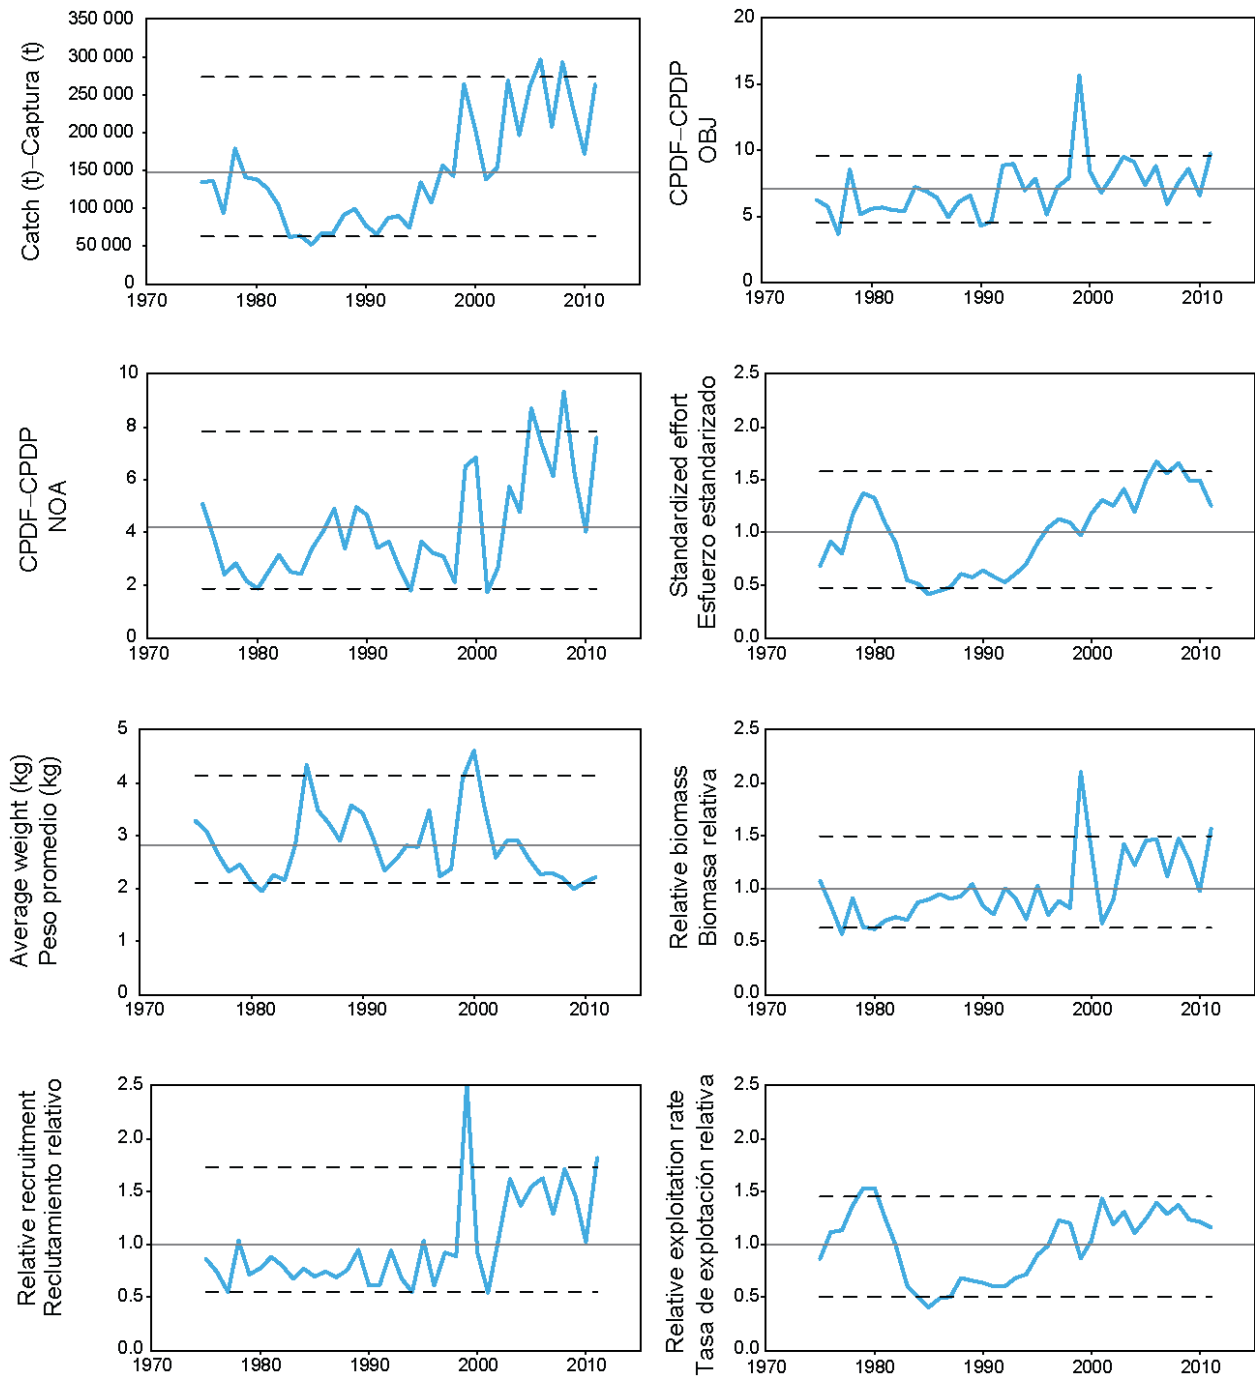 Catch (t)–Captura (t)
350 000
300 000
250 000
200 000
150 000
100 000
50 000
0
1970 1980 1990 2000 2010
CPDF–CPDP
OBJ
20
15
10
5
0
1970 1980 1990 2000 2010
CPDF–CPDP
NOA
10
8
6
4
2
0
1970 1980 1990 2000 2010
Standardized effort
Esfuerzo estandarizado
2.5
2.0
1.5
1.0
0.5
0.0
1970 1980 1990 2000 2010
Average weight (kg)
Peso promedio (kg)
5
4
3
2
1
0
1970 1980 1990 2000 2010
Relative biomass
Biomasa relativa
2.5
2.0
1.5
1.0
0.5
0.0
1970 1980 1990 2000 2010
Relative recruitment
Reclutamiento relativo
2.5
2.0
1.5
1.0
0.5
0.0
1970 1980 1990 2000 2010
Relative exploitation rate
Tasa de explotación relativa
2.5
2.0
1.5
1.0
0.5
0.0
1970 1980 1990 2000 2010